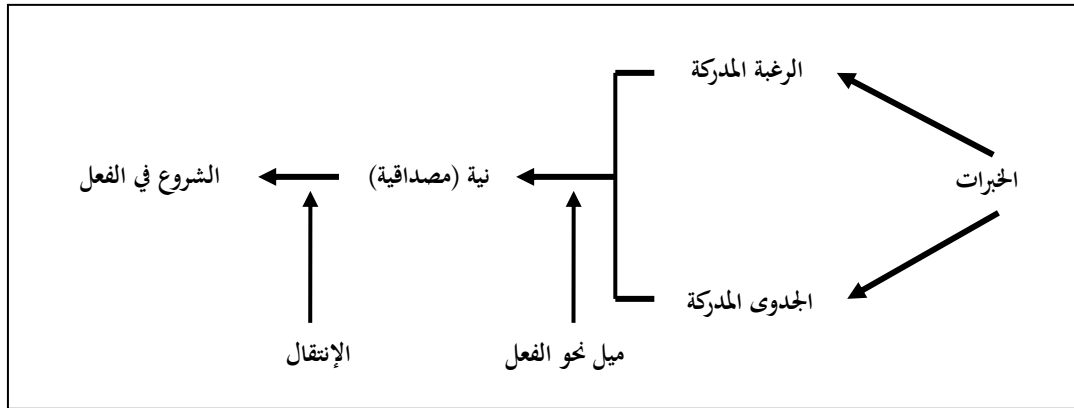 الرغبة المدركة
الخبرات
نية (مصداقية)
الشروع في الفعل
الجدوى المدركة
ميل نحو الفعل
الإنتقال